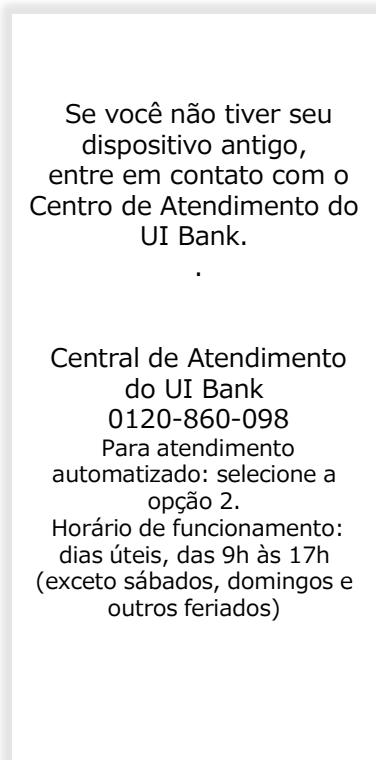 Se você não tiver seu
dispositivo antigo,
entre em contato com o
Centro de Atendimento do
UI Bank.
.
Central de Atendimento
do UI Bank
0120-860-098
Para atendimento
automatizado: selecione a
opção 2.
Horário de funcionamento:
dias úteis, das 9h às 17h
(exceto sábados, domingos e
outros feriados)